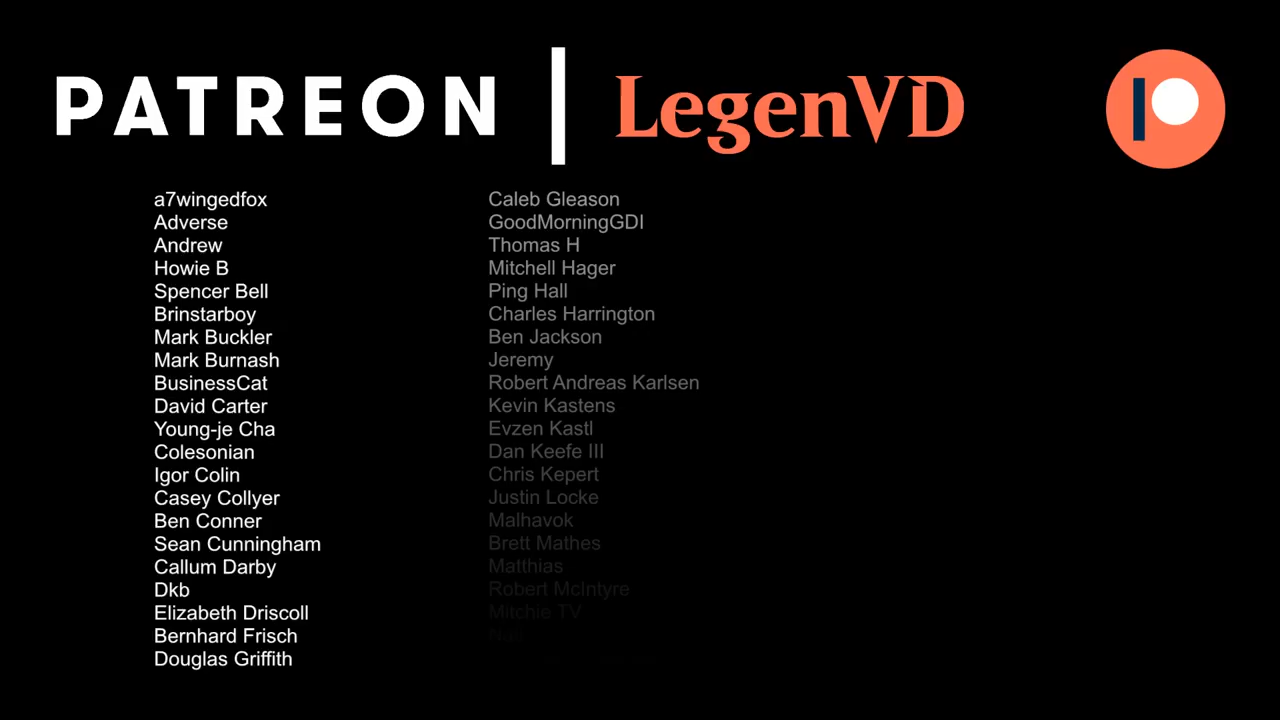 PATREON | LegenVD
a7wingedfox
Adverse
Andrew
Howie B
Spencer Bell
Brinstarboy
Mark Buckler
Mark Burnash
BusinessCat
David Carter
Young-je Cha
Colesonian
Igor Colin
Casey Collyer
Ben Conner
Sean Cunningham
Callum Darby
Dkb
Elizabeth Driscoll
Bernhard Frisch
Douglas Griffith
Caleb Gleason
GoodMorningGDI
Thomas H
Mitchell Hager
Ping Hall
Charles Harrington
Ben Jackson
Jeremy
Robert Andreas Karlsen
Kevin Kastens
Evzen Kastl
Dan Keefe III
Chris Kepert
Justin Locke
Malhavok
Brett Mathes
Matthias
Robert McIntyre
Mitchie TV